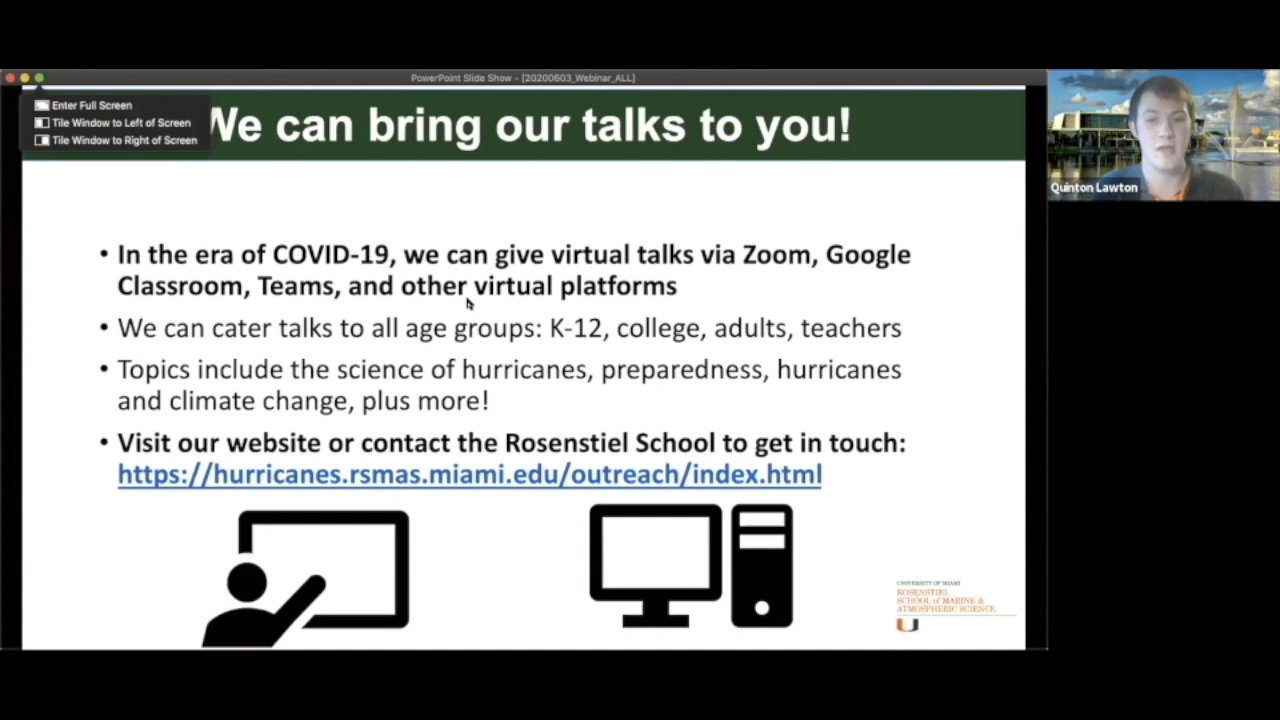 PowerPoint Slide Show - [20200603_Webinar_ALL]
Enter Full Screen
Tile Window to Left of Screen
Tile Window to Right of Screen
We can bring our talks to you!
Quinton Lawton
• In the era of COVID-19, we can give virtual talks via Zoom, Google
Classroom, Teams, and other virtual platforms
• We can cater talks to all age groups: K-12, college, adults, teachers
• Topics include the science of hurricanes, preparedness, hurricanes
and climate change, plus more!
• Visit our website or contact the Rosenstiel School to get in touch:
https://hurricanes.rsmas.miami.edu/outreach/index.html
UNIVERSITY OF MIAMI
ROSENSTIEL
SCHOOL of MARINE &
ATMOSPHERIC SCIENCE